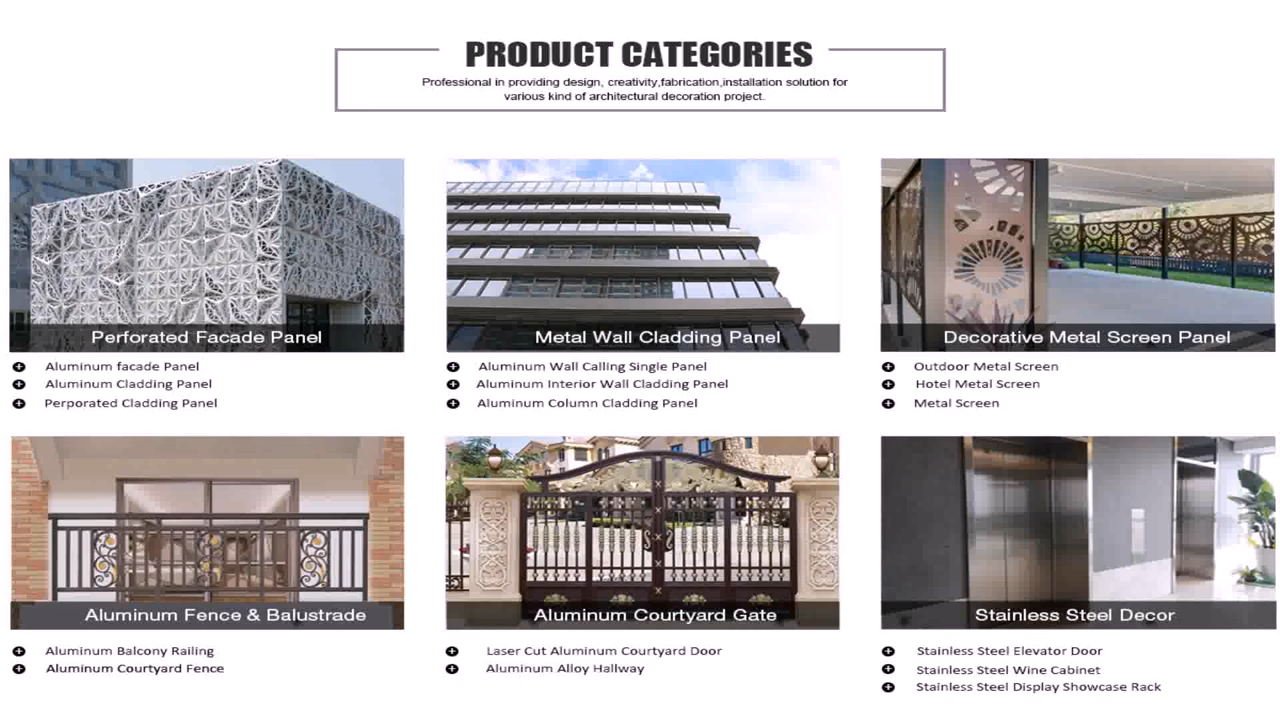 PRODUCT CATEGORIES
Professional in providing design, creativity,fabrication,installation solution for
various kind of architectural decoration project.
Perforated Facade Panel
Aluminum facade Panel
Aluminum Cladding Panel
Perporated Cladding Panel
Metal Wall Cladding Panel
Aluminum Wall Calling Single Panel
Aluminum Interior Wall Cladding Panel
Aluminum Column Cladding Panel
Decorative Metal Screen Panel
Outdoor Metal Screen
Hotel Metal Screen
Metal Screen
Aluminum Fence & Balustrade
Aluminum Balcony Railing
Aluminum Courtyard Fence
Aluminum Courtyard Gate
Laser Cut Aluminum Courtyard Door
Aluminum Alloy Hallway
Stainless Steel Decor
Stainless Steel Elevator Door
Stainless Steel Wine Cabinet
Stainless Steel Display Showcase Rack